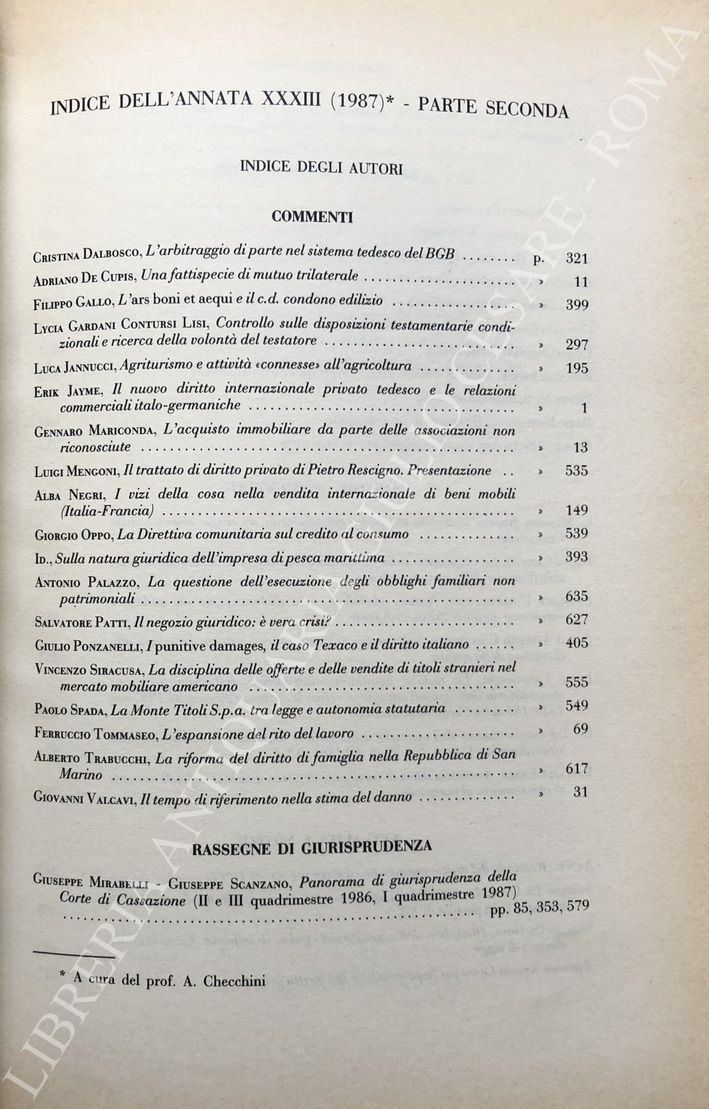 INDICE DELL'ANNATA XXXIII (1987)* - PARTE SECONDA
INDICE DEGLI AUTORI
COMMENTI
CRISTINA DALBOSCO, L'arbitraggio di parte nel sistema tedesco del BGB ........ p. 321
ADRIANO DE CUPIS, Una fattispecie di mutuo trilaterale .................... » 11
FILIPPO GALLO, L'ars boni et aequi e il c.d. condono edilizio ................ » 399
LYCIA GARDANI CONTURSI LISI, Controllo sulle disposizioni testamentarie condi-
zionali e ricerca della volontà del testatore ......................... » 297
LUCA JANNUCCI, Agriturismo e attività «connesse» all'agricoltura ............. » 195
ERIK JAYME, Il nuovo diritto internazionale privato tedesco e le relazioni
commerciali italo-germaniche .................................... » 1
GENNARO MARICONDA, L'acquisto immobiliare da parte delle associazioni non
riconosciute ................................................... » 13
LUIGI MENGONI, Il trattato di diritto privato di Pietro Rescigno. Presentazione .. » 535
ALBA NEGRI, I vizi della cosa nella vendita internazionale di beni mobili
(Italia-Francia) ................................................ » 149
GIORGIO OPPO, La Direttiva comunitaria sul credito al consumo .............. » 539
ID., Sulla natura giuridica dell'impresa di pesca marittima .................. » 393
ANTONIO PALAZZO, La questione dell'esecuzione degli obblighi familiari non
patrimoniali ................................................... » 635
SALVATORE PATTI, Il negozio giuridico: è vera crisi? ......................... » 627
GIULIO PONZANELLI, I punitive damages, il caso Texaco e il diritto italiano ...... » 405
VINCENZO SIRACUSA, La disciplina delle offerte e delle vendite di titoli stranieri nel
mercato mobiliare americano .................................... » 555
PAOLO SPADA, La Monte Titoli S.p.a. tra legge e autonomia statutaria ......... » 549
FERRUCCIO TOMMASEO, L'espansione del rito del lavoro ..................... » 69
ALBERTO TRABUCCHI, La riforma del diritto di famiglia nella Repubblica di San
Marino ....................................................... » 617
GIOVANNI VALCAVI, Il tempo di riferimento nella stima del danno ............. » 31
RASSEGNE DI GIURISPRUDENZA
GIUSEPPE MIRABELLI - GIUSEPPE SCANZANO, Panorama di giurisprudenza della
Corte di Cassazione (II e III quadrimestre 1986, I quadrimestre 1987)
....................................................... pp. 85, 353, 579
* A cura del prof. A. Checchini
LIBRERIA ANTIQUARIA GIULIO CESARE - ROMA